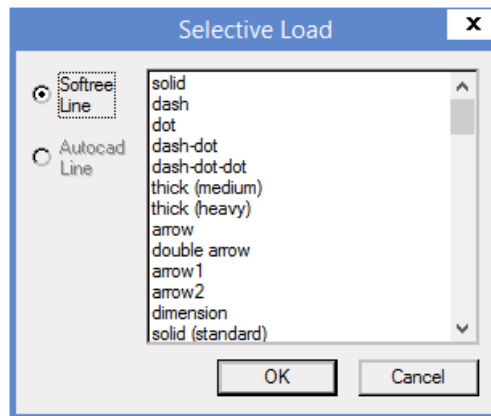 Selective Load
x
Softree
Line
Autocad
Line
solid
dash
dot
dash-dot
dash-dot-dot
thick (medium)
thick (heavy)
arrow
double arrow
arrow1
arrow2
dimension
solid (standard)
OK
Cancel